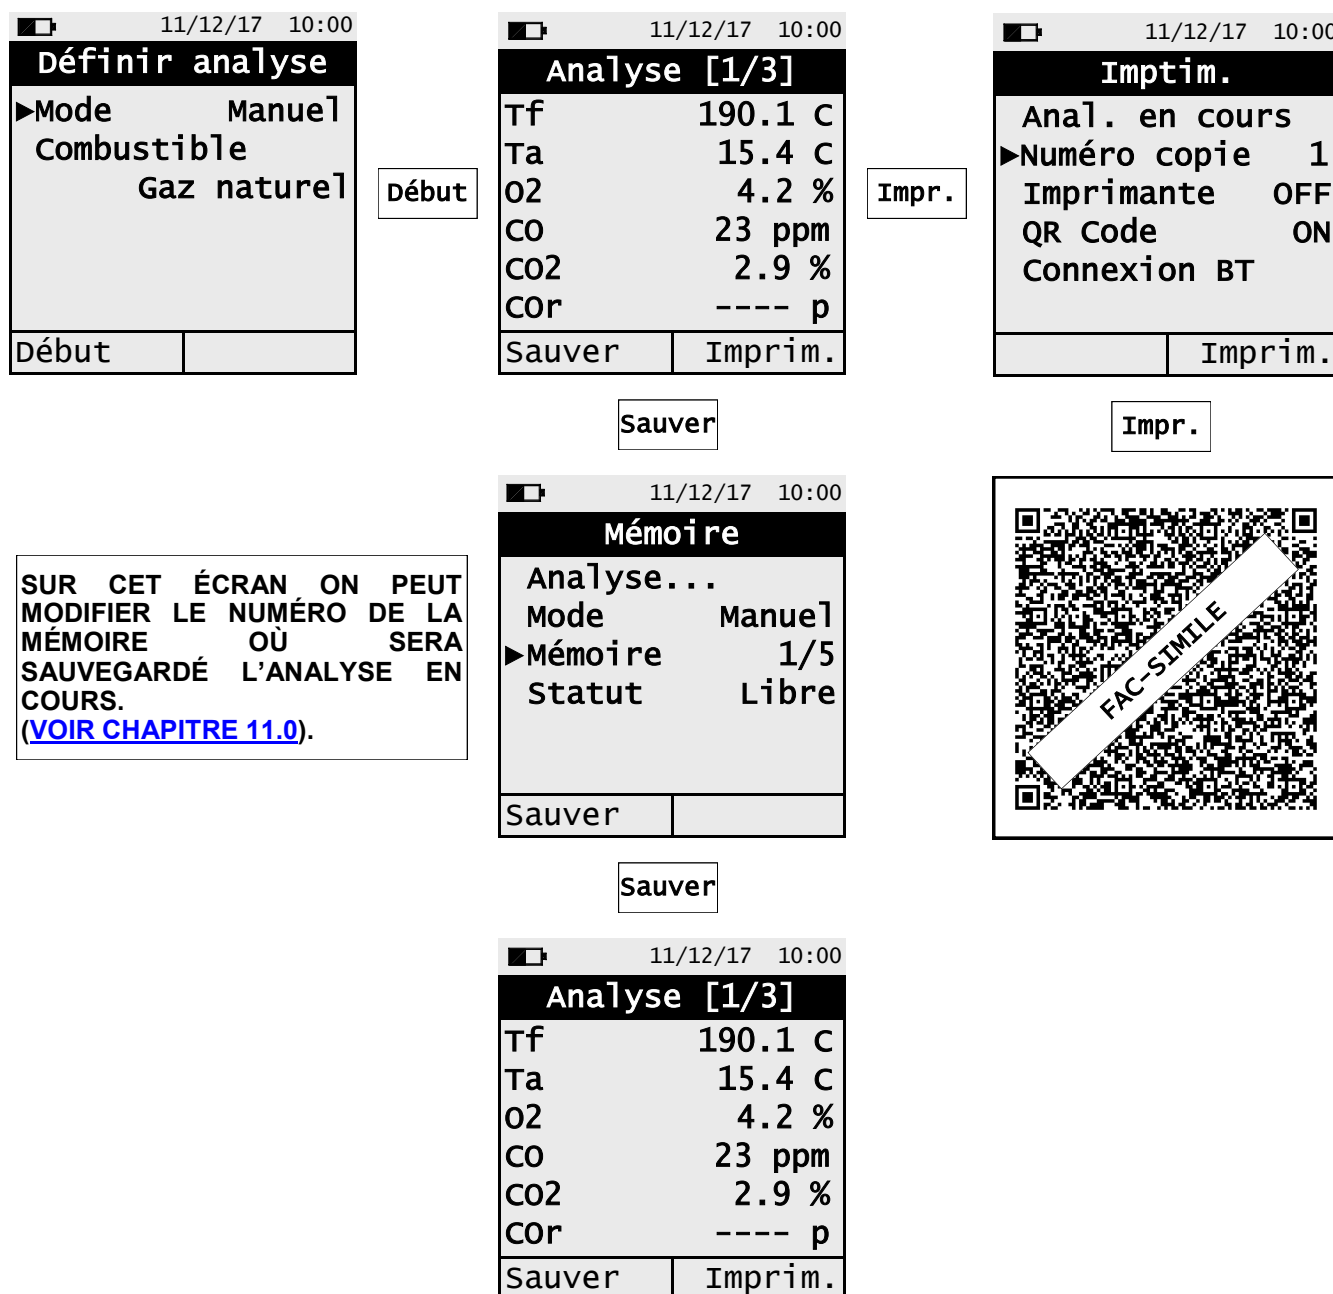 11/12/17 10:00
Définir analyse
►Mode Manuel
Combustible
Gaz naturel
Début
Début
11/12/17 10:00
Analyse [1/3]
Tf 190.1 C
Ta 15.4 C
O2 4.2 %
CO 23 ppm
CO2 2.9 %
COr ---- p
Sauver Imprim.
Impr.
11/12/17 10:00
Imptim.
Anal. en cours
►Numéro copie 1
Imprimante OFF
QR Code ON
Connexion BT
Imprim.
Sauver
Impr.
SUR CET ÉCRAN ON PEUT
MODIFIER LE NUMÉRO DE LA
MÉMOIRE OÙ SERA
SAUVEGARDÉ L'ANALYSE EN
COURS.
(VOIR CHAPITRE 11.0).
11/12/17 10:00
Mémoire
Analyse...
Mode Manuel
►Mémoire 1/5
Statut Libre
Sauver
FAC-SIMILE
Sauver
11/12/17 10:00
Analyse [1/3]
Tf 190.1 C
Ta 15.4 C
O2 4.2 %
CO 23 ppm
CO2 2.9 %
COr ---- p
Sauver Imprim.